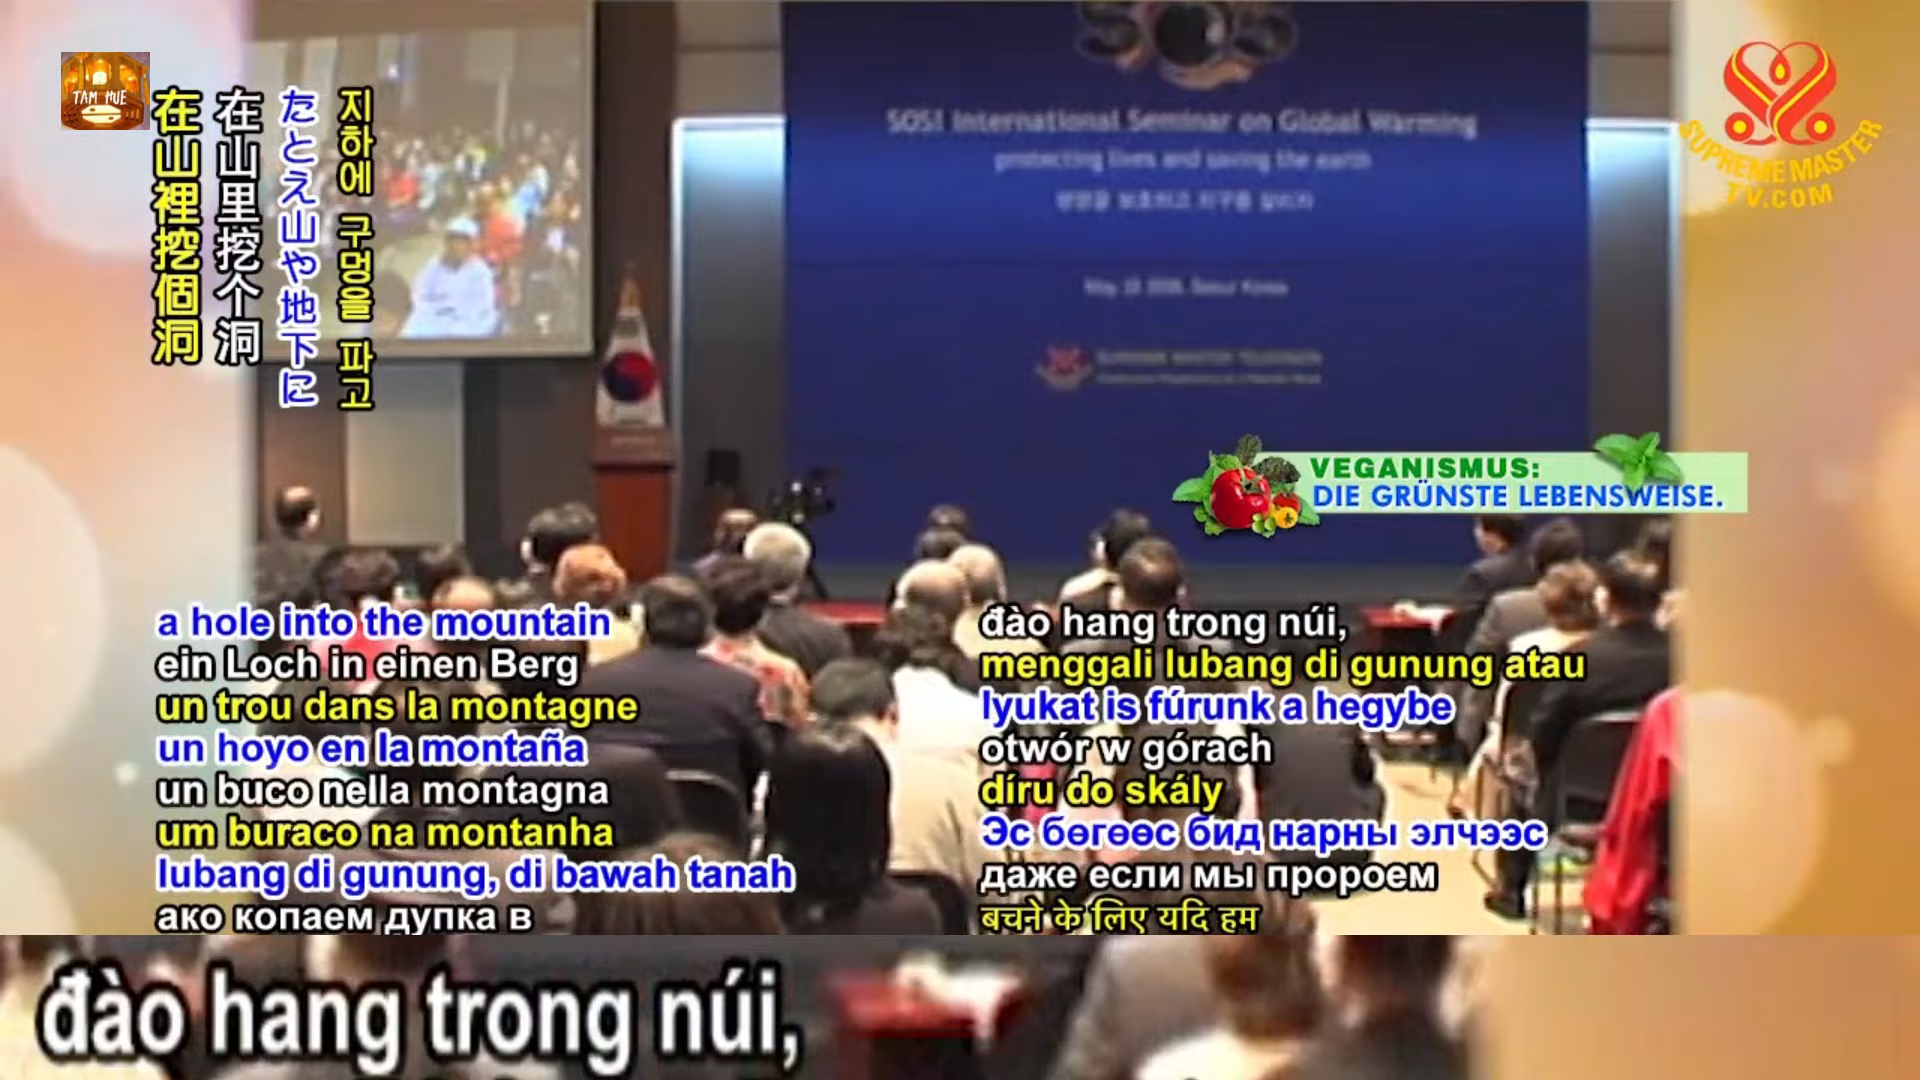 TAM HUE
在山裡挖個洞
在山里挖个洞
たとえ山や地下に
지하에 구멍을 파고
SOS! International Seminar on Global Warming
protecting lives and saving the earth
SUPREME MASTER TELEVISION
SUPREME MASTER
TV.COM
VEGANISMUS:
DIE GRÜNSTE LEBENSWEISE.
a hole into the mountain
ein Loch in einen Berg
un trou dans la montagne
un hoyo en la montaña
un buco nella montagna
um buraco na montanha
lubang di gunung, di bawah tanah
ако копаем дупка в
đào hang trong núi,
menggali lubang di gunung atau
lyukat is fúrunk a hegybe
otwór w górach
díru do skály
Эс бөгөөс бид нарны элчээс
даже если мы пророем
बचने के लिए यदि हम
đào hang trong núi,